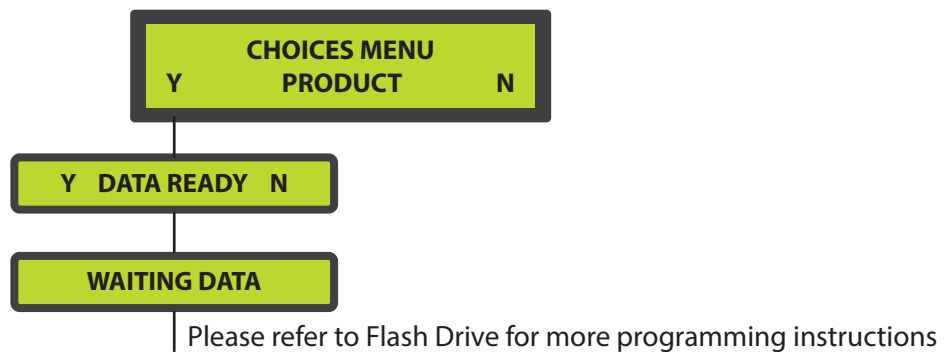 CHOICES MENU
Y PRODUCT N
Y DATA READY N
WAITING DATA
Please refer to Flash Drive for more programming instructions